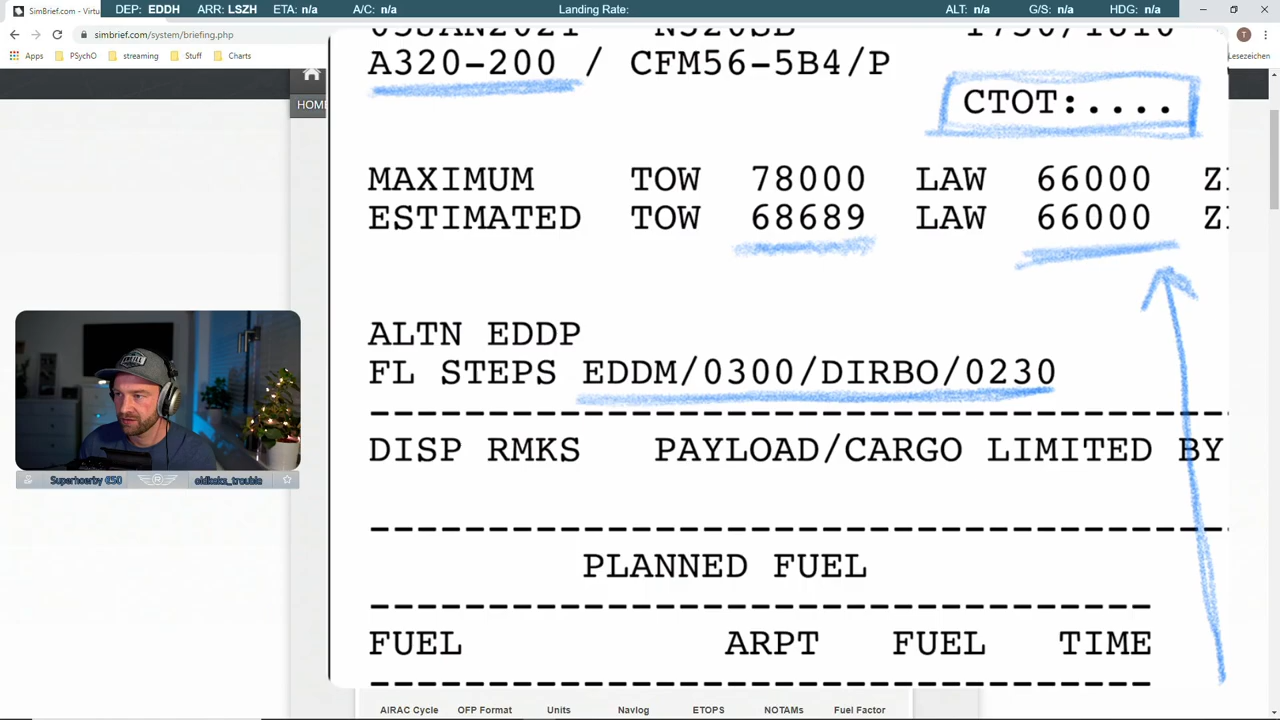 SimBrief.com - Virtu
DEP: EDDH ARR: LSZH ETA: n/a A/C: n/a Landing Rate: ALT: n/a G/S: n/a HDG: n/a
simbrief.com/system/briefing.php
T
Apps PSychO streaming Stuff Charts Lesezeichen
HOME
A320-200 / CFM56-5B4/P
CTOT:....
MAXIMUM TOW 78000 LAW 66000
ESTIMATED TOW 68689 LAW 66000
ALTN EDDP
FL STEPS EDDM/0300/DIRBO/0230
DISP RMKS PAYLOAD/CARGO LIMITED BY
PLANNED FUEL
FUEL ARPT FUEL TIME
Superhoerby €50 oldkeks_trouble
AIRAC Cycle OFP Format Units Navlog ETOPS NOTAMs Fuel Factor